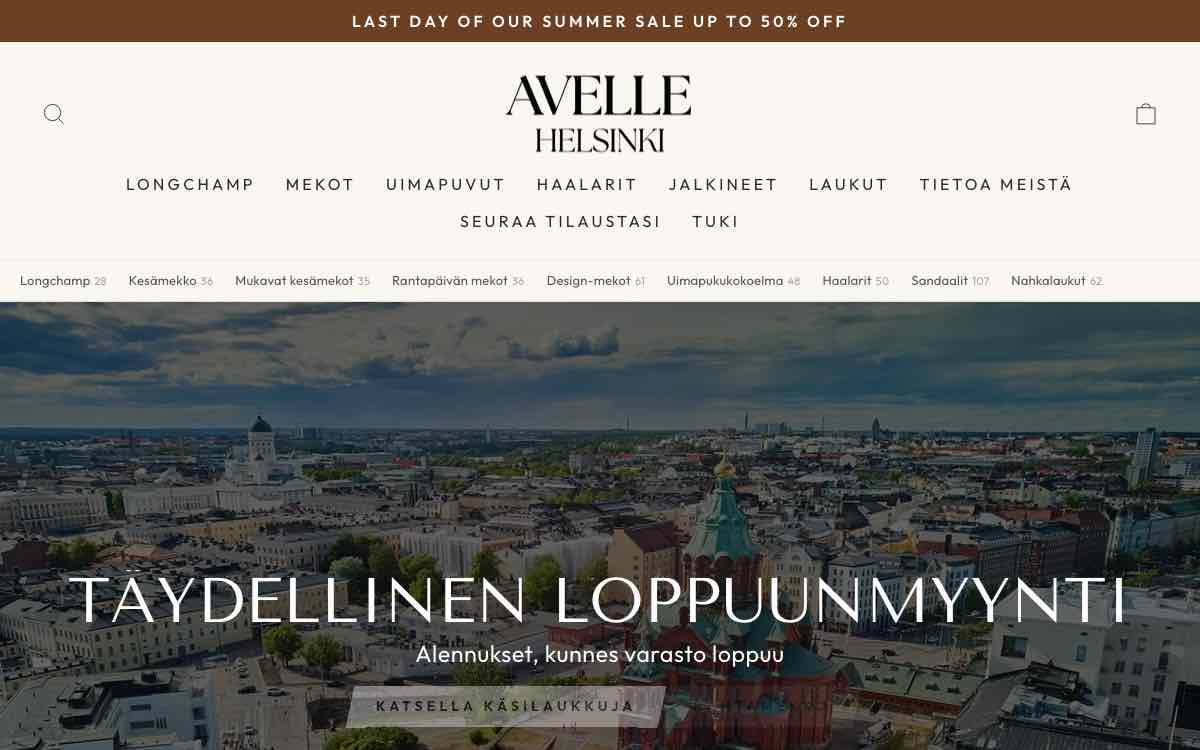 LAST DAY OF OUR SUMMER SALE UP TO 50% OFF
AVELLE
HELSINKI
LONGCHAMP MEKOT UIMAPUVUT HAALARIT JALKINEET LAUKUT TIETOA MEISTÄ
SEURAA TILAUSTASI TUKI
Longchamp 28 Kesämekko 36 Mukavat kesämekot 35 Rantapäivän mekot 36 Design-mekot 61 Uimapukukokoelma 48 Haalarit 50 Sandaalit 107 Nahkalaukut 62
TÄYDELLINEN LOPPUUNMYYNTI
Alennukset, kunnes varasto loppuu
KATSELLA KÄSILAUKKUJA